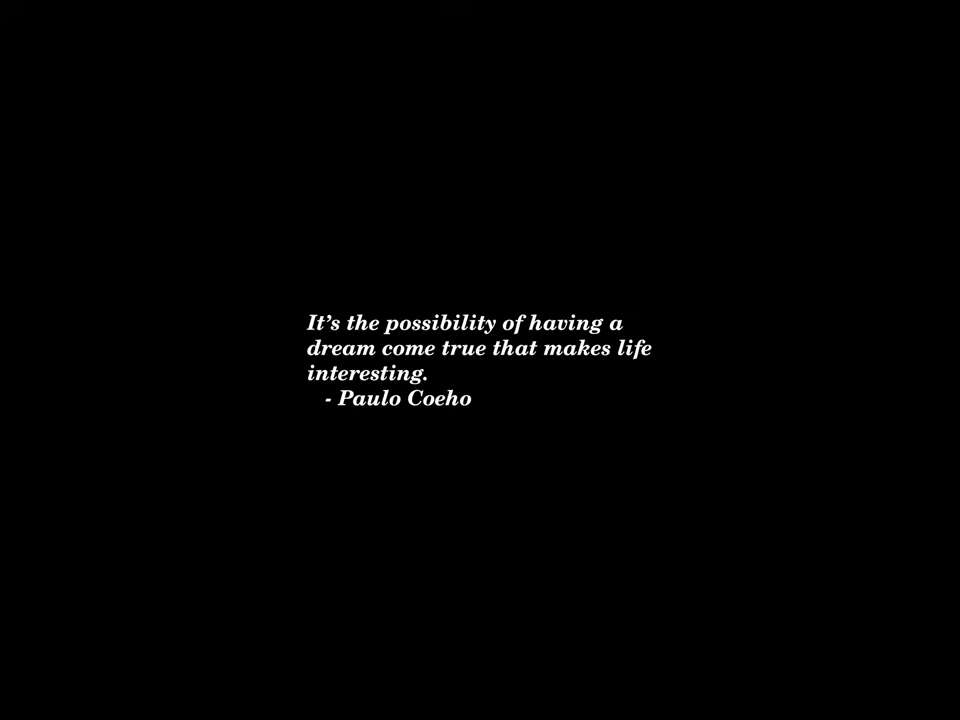 It’s the possibility of having a
dream come true that makes life
interesting.
- Paulo Coeho